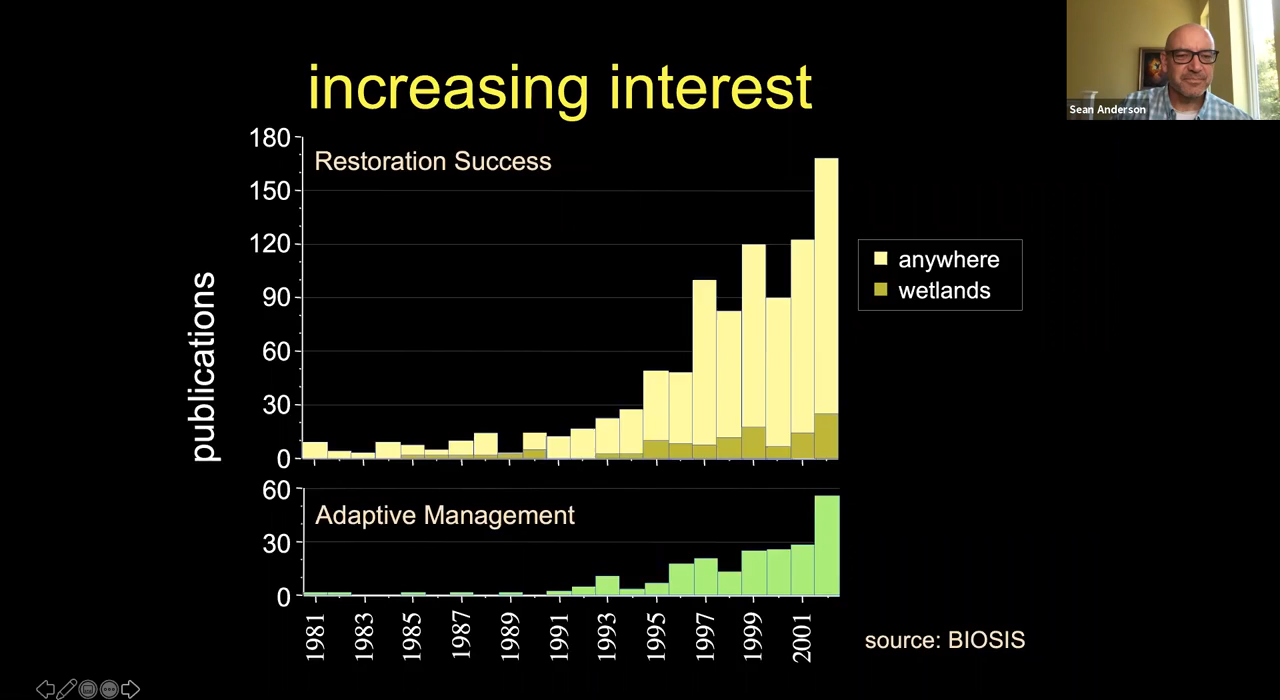 increasing interest
Sean Anderson
180
Restoration Success
150
120
90
60
30
0
publications
anywhere
wetlands
60
Adaptive Management
30
0
1981
1983
1985
1987
1989
1991
1993
1995
1997
1999
2001
source: BIOSIS